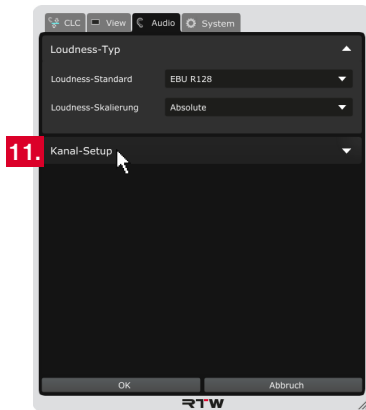 CLC View Audio System
Loudness-Typ
Loudness-Standard EBU R128
Loudness-Skalierung Absolute
11. Kanal-Setup
OK Abbruch
RTW